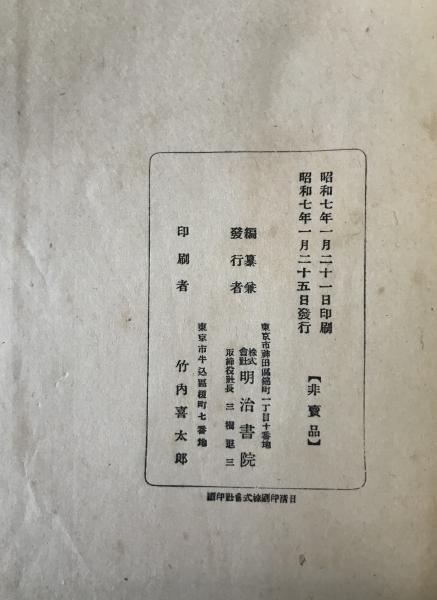 昭和七年一月二十一日印刷
昭和七年一月二十五日發行
【非賣品】
編纂兼
發行者
東京市神田區錦町一丁目十番地
株式會社 明治書院
取締役社長 三樹退三
印刷者
東京市牛込區榎町七番地
竹內喜太郎
日淸印刷株式會社印刷